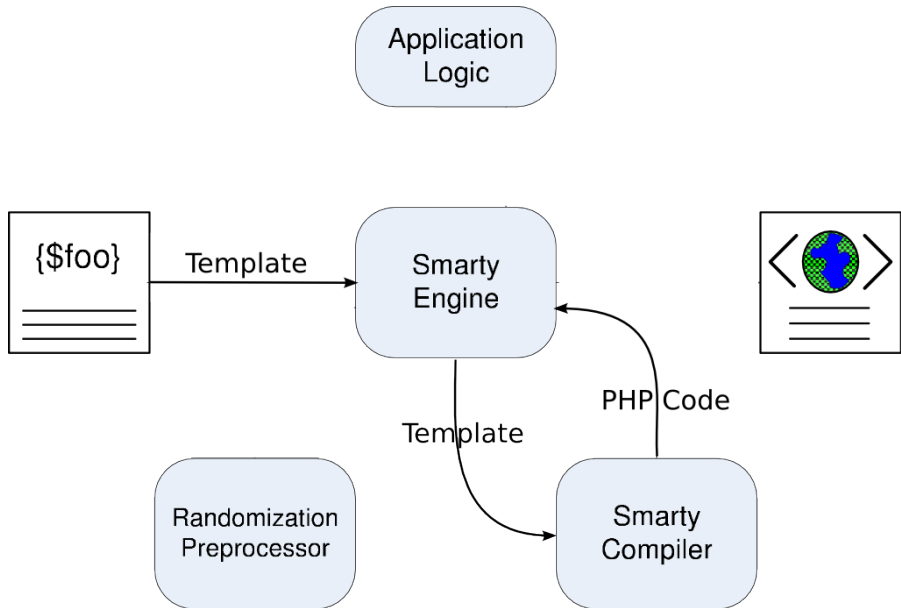 Application
Logic
{$foo}
Template
Smarty
Engine
PHP Code
Template
Randomization
Preprocessor
Smarty
Compiler